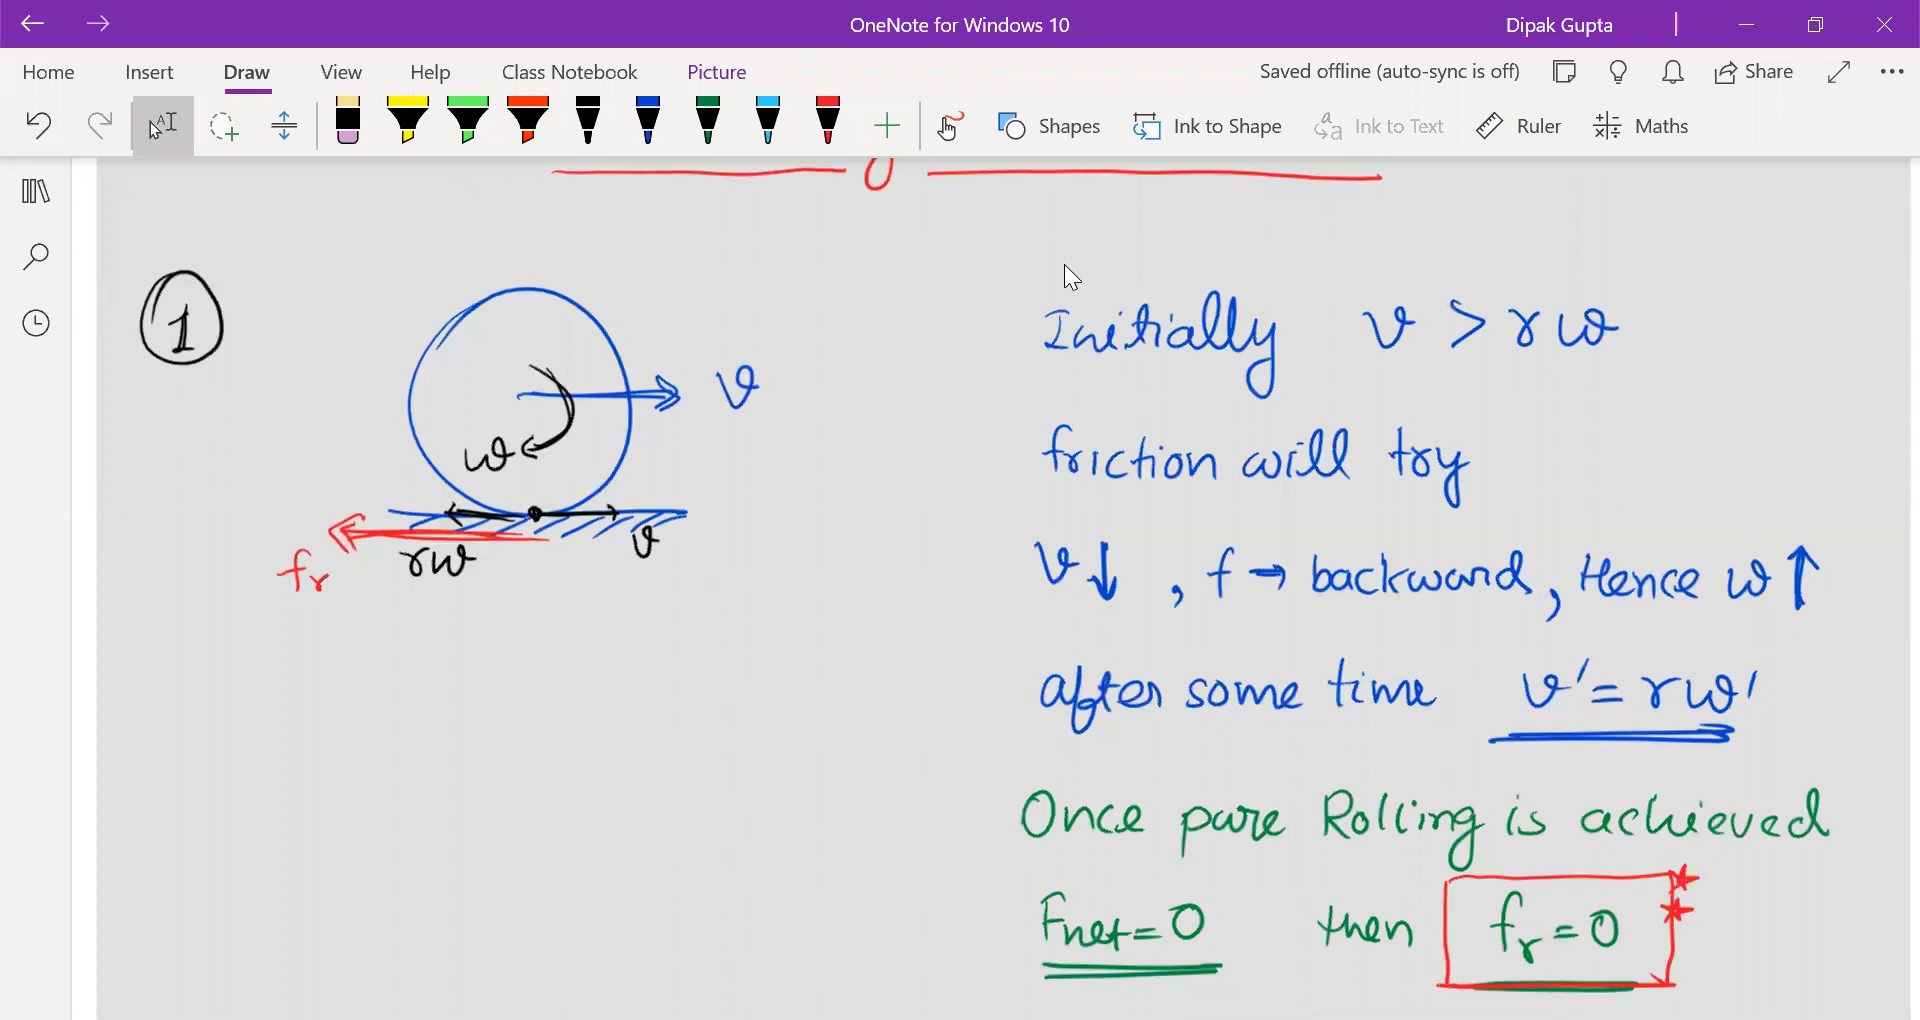 OneNote for Windows 10
Dipak Gupta
Home Insert Draw View Help Class Notebook Picture
Saved offline (auto-sync is off) Share
Shapes Ink to Shape Ink to Text Ruler Maths
1
v
ω
rω
v
fr
Initially v > rω
friction will try
v↓, f → backward, Hence ω↑
after some time v' = rω'
Once pure Rolling is achieved
Fnet = 0 then fr = 0